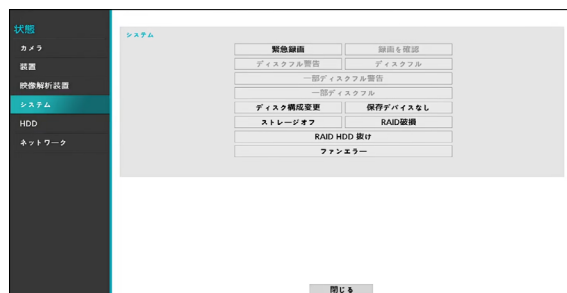 状態
カメラ
装置
映像解析装置
システム
HDD
ネットワーク
システム
緊急録画 録画を確認
ディスクフル警告 ディスクフル
一部ディスクフル警告
一部ディスクフル
ディスク構成変更 保存デバイスなし
ストレージオフ RAID破損
RAID HDD 抜け
ファンエラー
閉じる